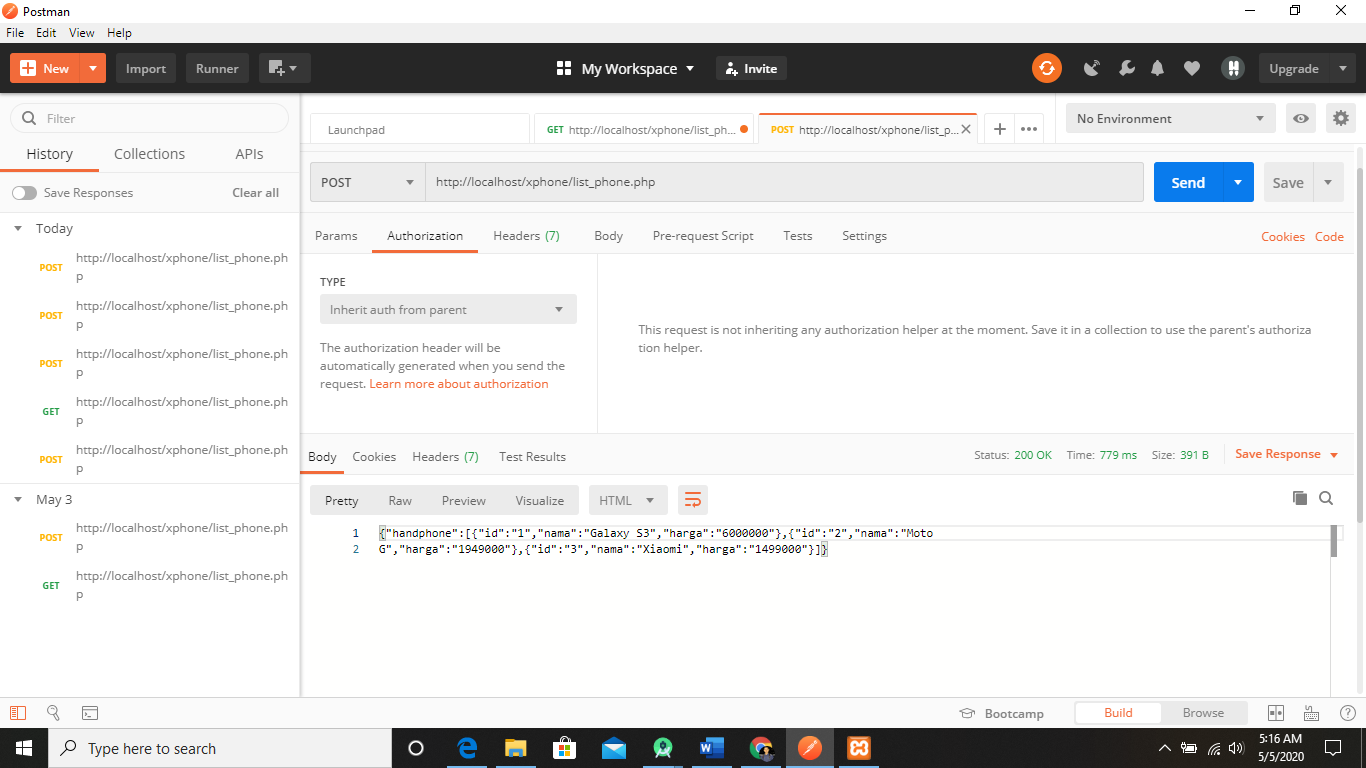 Postman
File Edit View Help
New Import Runner My Workspace Invite Upgrade
Filter
History Collections APIs
Save Responses Clear all
Today
POST http://localhost/xphone/list_phone.ph
p
POST http://localhost/xphone/list_phone.ph
p
POST http://localhost/xphone/list_phone.ph
p
GET http://localhost/xphone/list_phone.ph
p
POST http://localhost/xphone/list_phone.ph
p
May 3
POST http://localhost/xphone/list_phone.ph
p
GET http://localhost/xphone/list_phone.ph
p
Launchpad GET http://localhost/xphone/list_ph... POST http://localhost/xphone/list_p... No Environment
POST http://localhost/xphone/list_phone.php Send Save
Params Authorization Headers (7) Body Pre-request Script Tests Settings Cookies Code
TYPE
Inherit auth from parent
The authorization header will be
automatically generated when you send the
request. Learn more about authorization
This request is not inheriting any authorization helper at the moment. Save it in a collection to use the parent's authoriza
tion helper.
Body Cookies Headers (7) Test Results Status: 200 OK Time: 779 ms Size: 391 B Save Response
Pretty Raw Preview Visualize HTML
1 {"handphone":[{"id":"1","nama":"Galaxy S3","harga":"6000000"},{"id":"2","nama":"Moto
2 G","harga":"1949000"},{"id":"3","nama":"Xiaomi","harga":"1499000"}]}
Bootcamp Build Browse
Type here to search
5:16 AM
5/5/2020